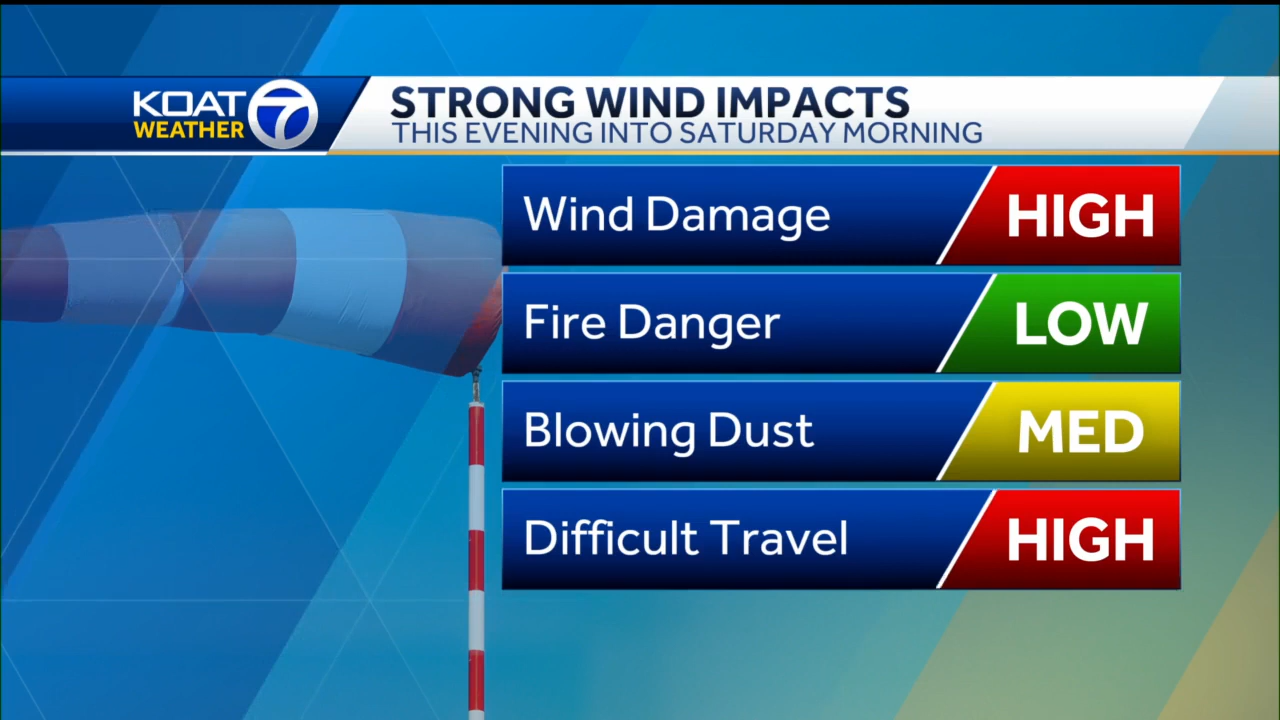 KOAT 7
WEATHER
STRONG WIND IMPACTS
THIS EVENING INTO SATURDAY MORNING
Wind Damage HIGH
Fire Danger LOW
Blowing Dust MED
Difficult Travel HIGH